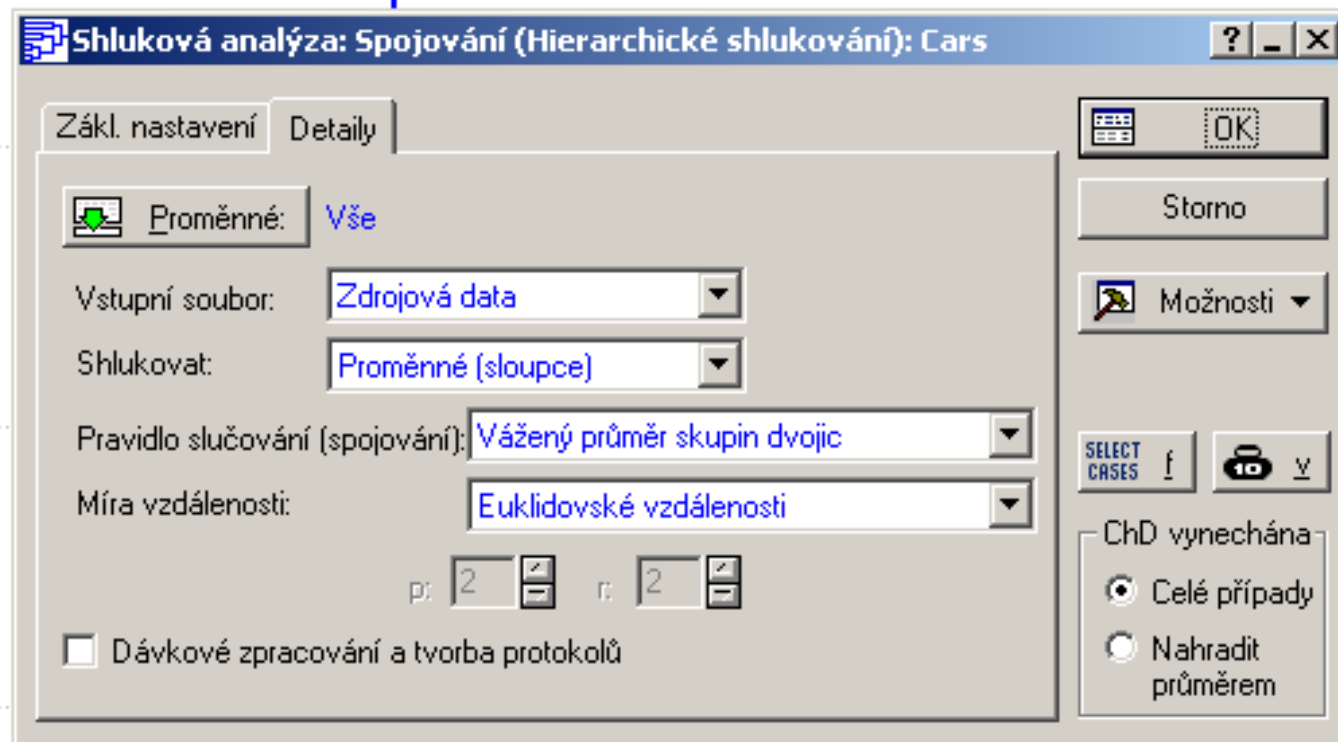 Shluková analýza: Spojování (Hierarchické shlukování): Cars
Zákl. nastavení
Detaily
Proměnné:
Vše
Vstupní soubor:
Zdrojová data
Shlukovat:
Proměnné (sloupce)
Pravidlo slučování (spojování):
Vážený průměr skupin dvojic
Míra vzdálenosti:
Euklidovské vzdálenosti
p: 2
r: 2
Dávkové zpracování a tvorba protokolů
OK
Storno
Možnosti
SELECT
CASES
f
10
v
ChD vynechána
Celé případy
Nahradit
průměrem